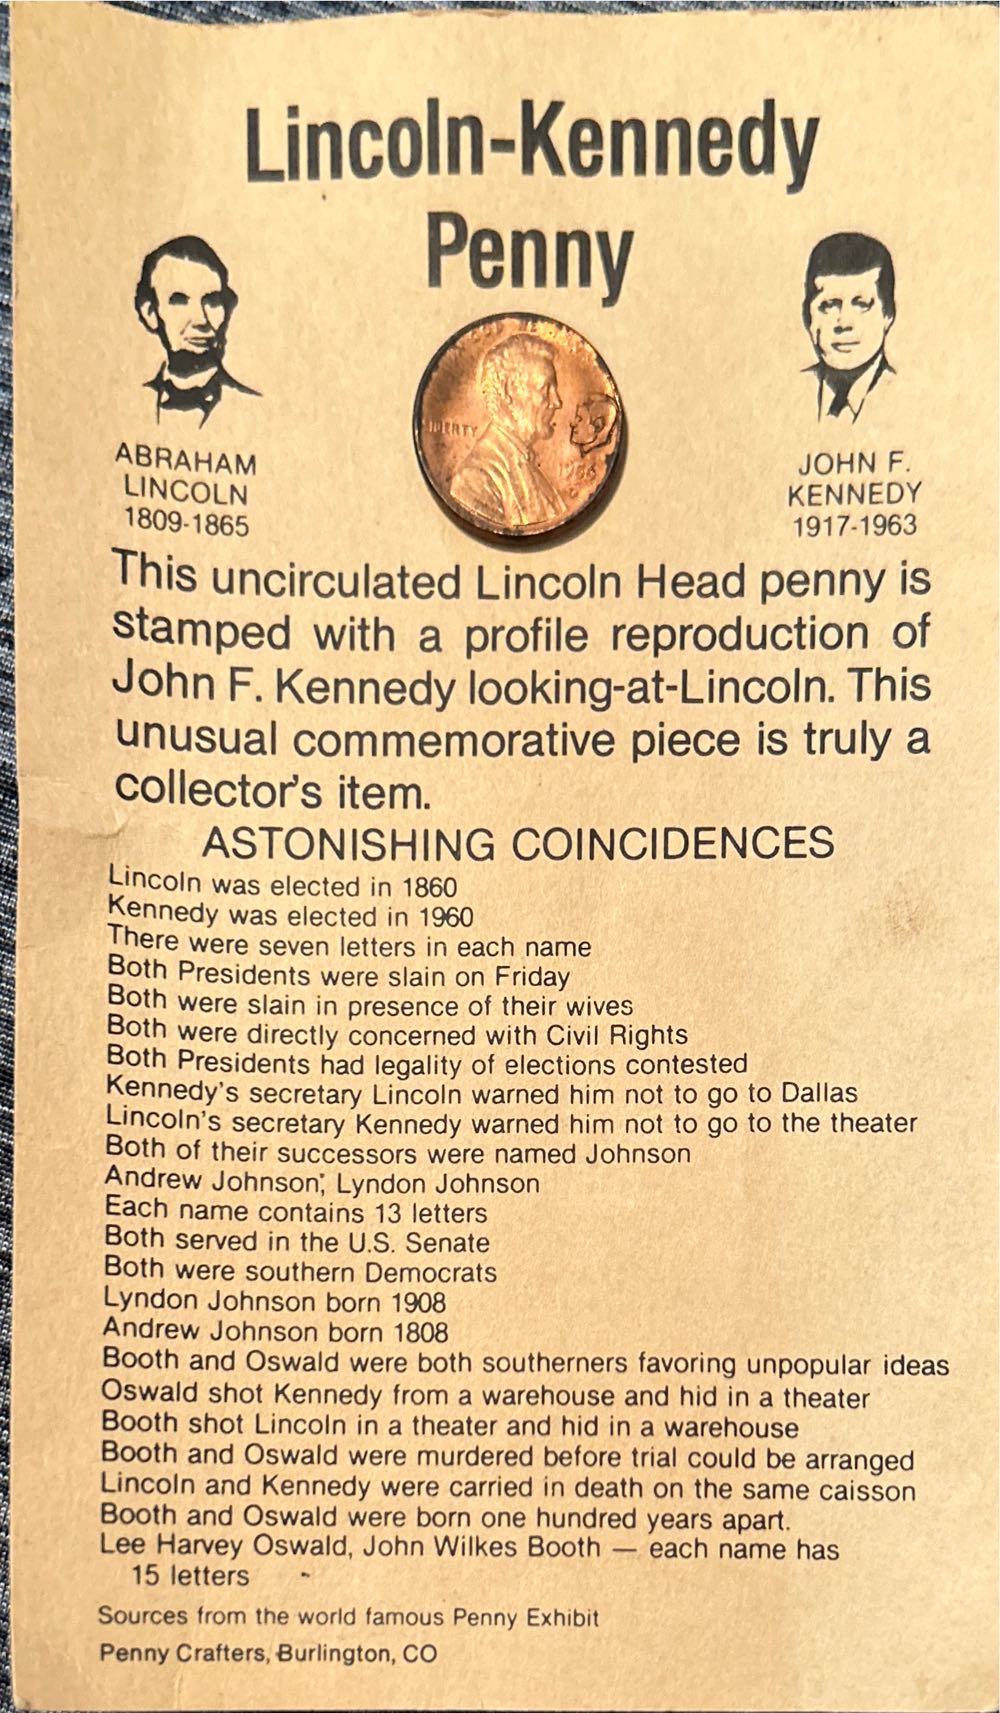 Lincoln-Kennedy
Penny
LIBERTY
ABRAHAM
LINCOLN
1809-1865
JOHN F.
KENNEDY
1917-1963
This uncirculated Lincoln Head penny is
stamped with a profile reproduction of
John F. Kennedy looking-at-Lincoln. This
unusual commemorative piece is truly a
collector's item.
ASTONISHING COINCIDENCES
Lincoln was elected in 1860
Kennedy was elected in 1960
There were seven letters in each name
Both Presidents were slain on Friday
Both were slain in presence of their wives
Both were directly concerned with Civil Rights
Both Presidents had legality of elections contested
Kennedy's secretary Lincoln warned him not to go to Dallas
Lincoln's secretary Kennedy warned him not to go to the theater
Both of their successors were named Johnson
Andrew Johnson; Lyndon Johnson
Each name contains 13 letters
Both served in the U.S. Senate
Both were southern Democrats
Lyndon Johnson born 1908
Andrew Johnson born 1808
Booth and Oswald were both southerners favoring unpopular ideas
Oswald shot Kennedy from a warehouse and hid in a theater
Booth shot Lincoln in a theater and hid in a warehouse
Booth and Oswald were murdered before trial could be arranged
Lincoln and Kennedy were carried in death on the same caisson
Booth and Oswald were born one hundred years apart.
Lee Harvey Oswald, John Wilkes Booth — each name has
15 letters
Sources from the world famous Penny Exhibit
Penny Crafters, Burlington, CO